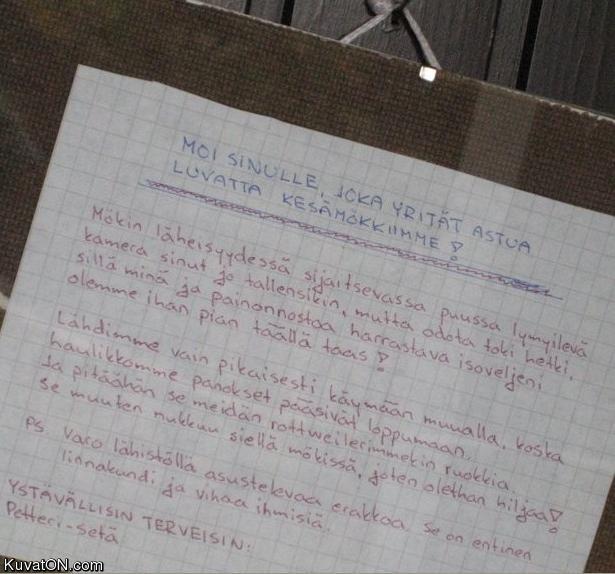 MOI SINULLE, JOKA YRITÄT ASTUA
LUVATTA KESÄMÖKKIIMME!
Mökin läheisyydessä sijaitsevassa puussa lymyilevä
kamera sinut jo tallensikin, mutta odota toki hetki,
sillä minä ja painonnostoa harrastava isoveljeni
olemme ihan pian täällä taas!
Lähdimme vain pikaisesti käymään muualla, koska
haulikkomme panokset pääsivät loppumaan.
Ja pitäähän se meidän rottweilerimmekin ruokkia.
Se muuten nukkuu siellä mökissä, joten olethan hiljaa!
PS. Varo lähistöllä asustelevaa erakkoa. Se on entinen
linnakundi ja vihaa ihmisiä.
YSTÄVÄLLISIN TERVEISIN:
Petteri-setä
KuvatON.com